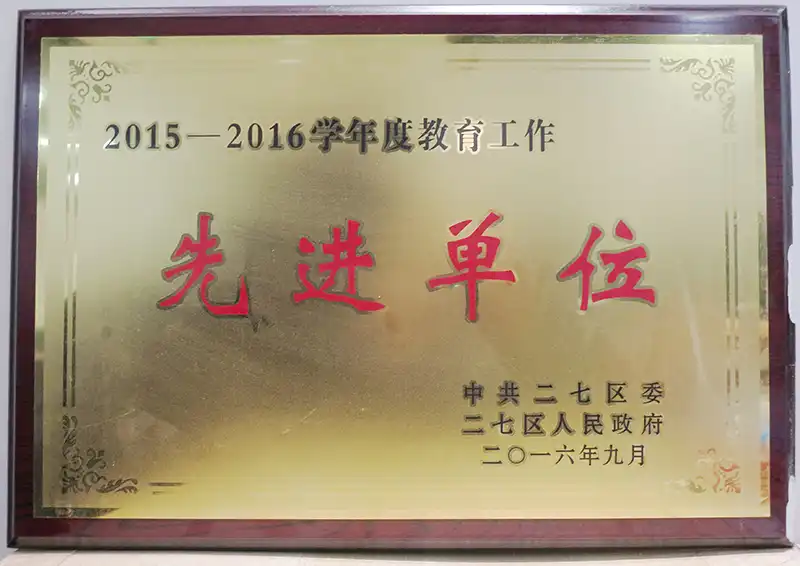 2015—2016学年度教育工作
先进单位
中共二七区委
二七区人民政府
二〇一六年九月